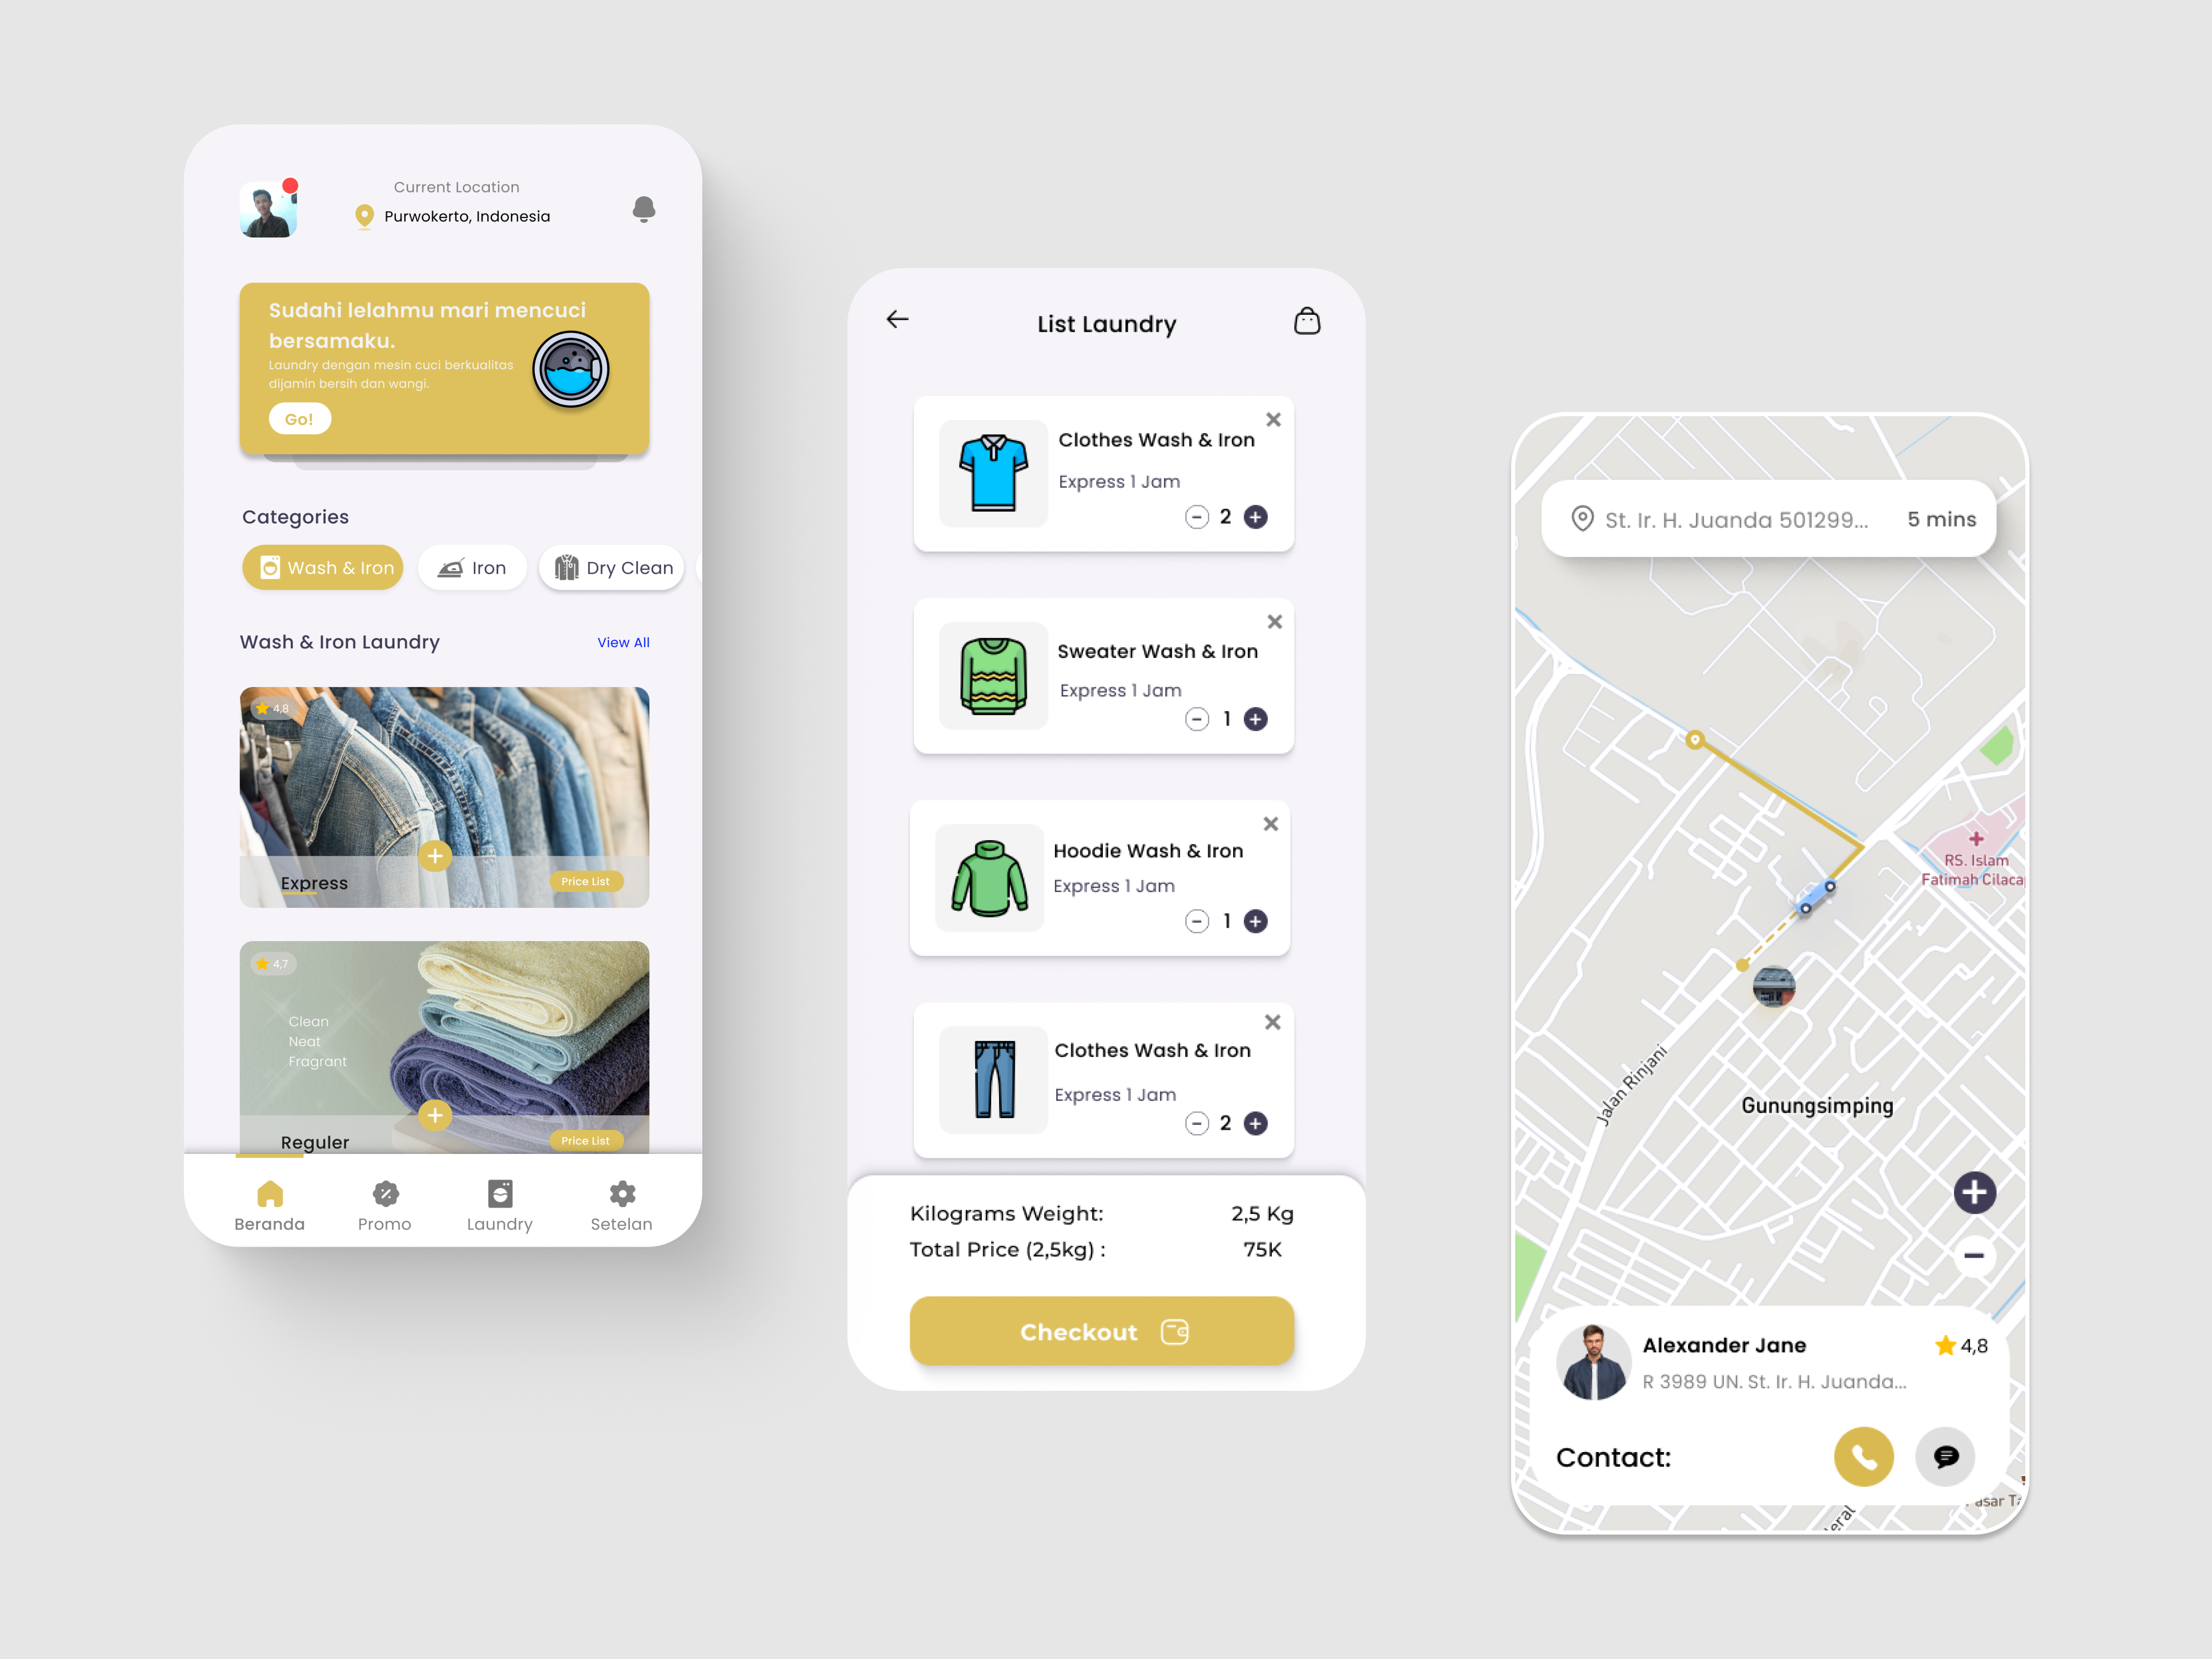 Current Location
Purwokerto, Indonesia
Sudahi lelahmu mari mencuci
bersamaku.
Laundry dengan mesin cuci berkualitas
dijamin bersih dan wangi.
Go!
Categories
Wash & Iron
Iron
Dry Clean
Wash & Iron Laundry
View All
4,8
Express
Price List
4,7
Clean
Neat
Fragrant
Reguler
Price List
Beranda
Promo
Laundry
Setelan
List Laundry
Clothes Wash & Iron
Express 1 Jam
2
Sweater Wash & Iron
Express 1 Jam
1
Hoodie Wash & Iron
Express 1 Jam
1
Clothes Wash & Iron
Express 1 Jam
2
Kilograms Weight: 2,5 Kg
Total Price (2,5kg) : 75K
Checkout
St. Ir. H. Juanda 501299... 5 mins
RS. Islam
Fatimah Cilaca
Jalan Rinjani
Gunungsimping
Alexander Jane
4,8
R 3989 UN. St. Ir. H. Juanda...
Contact: